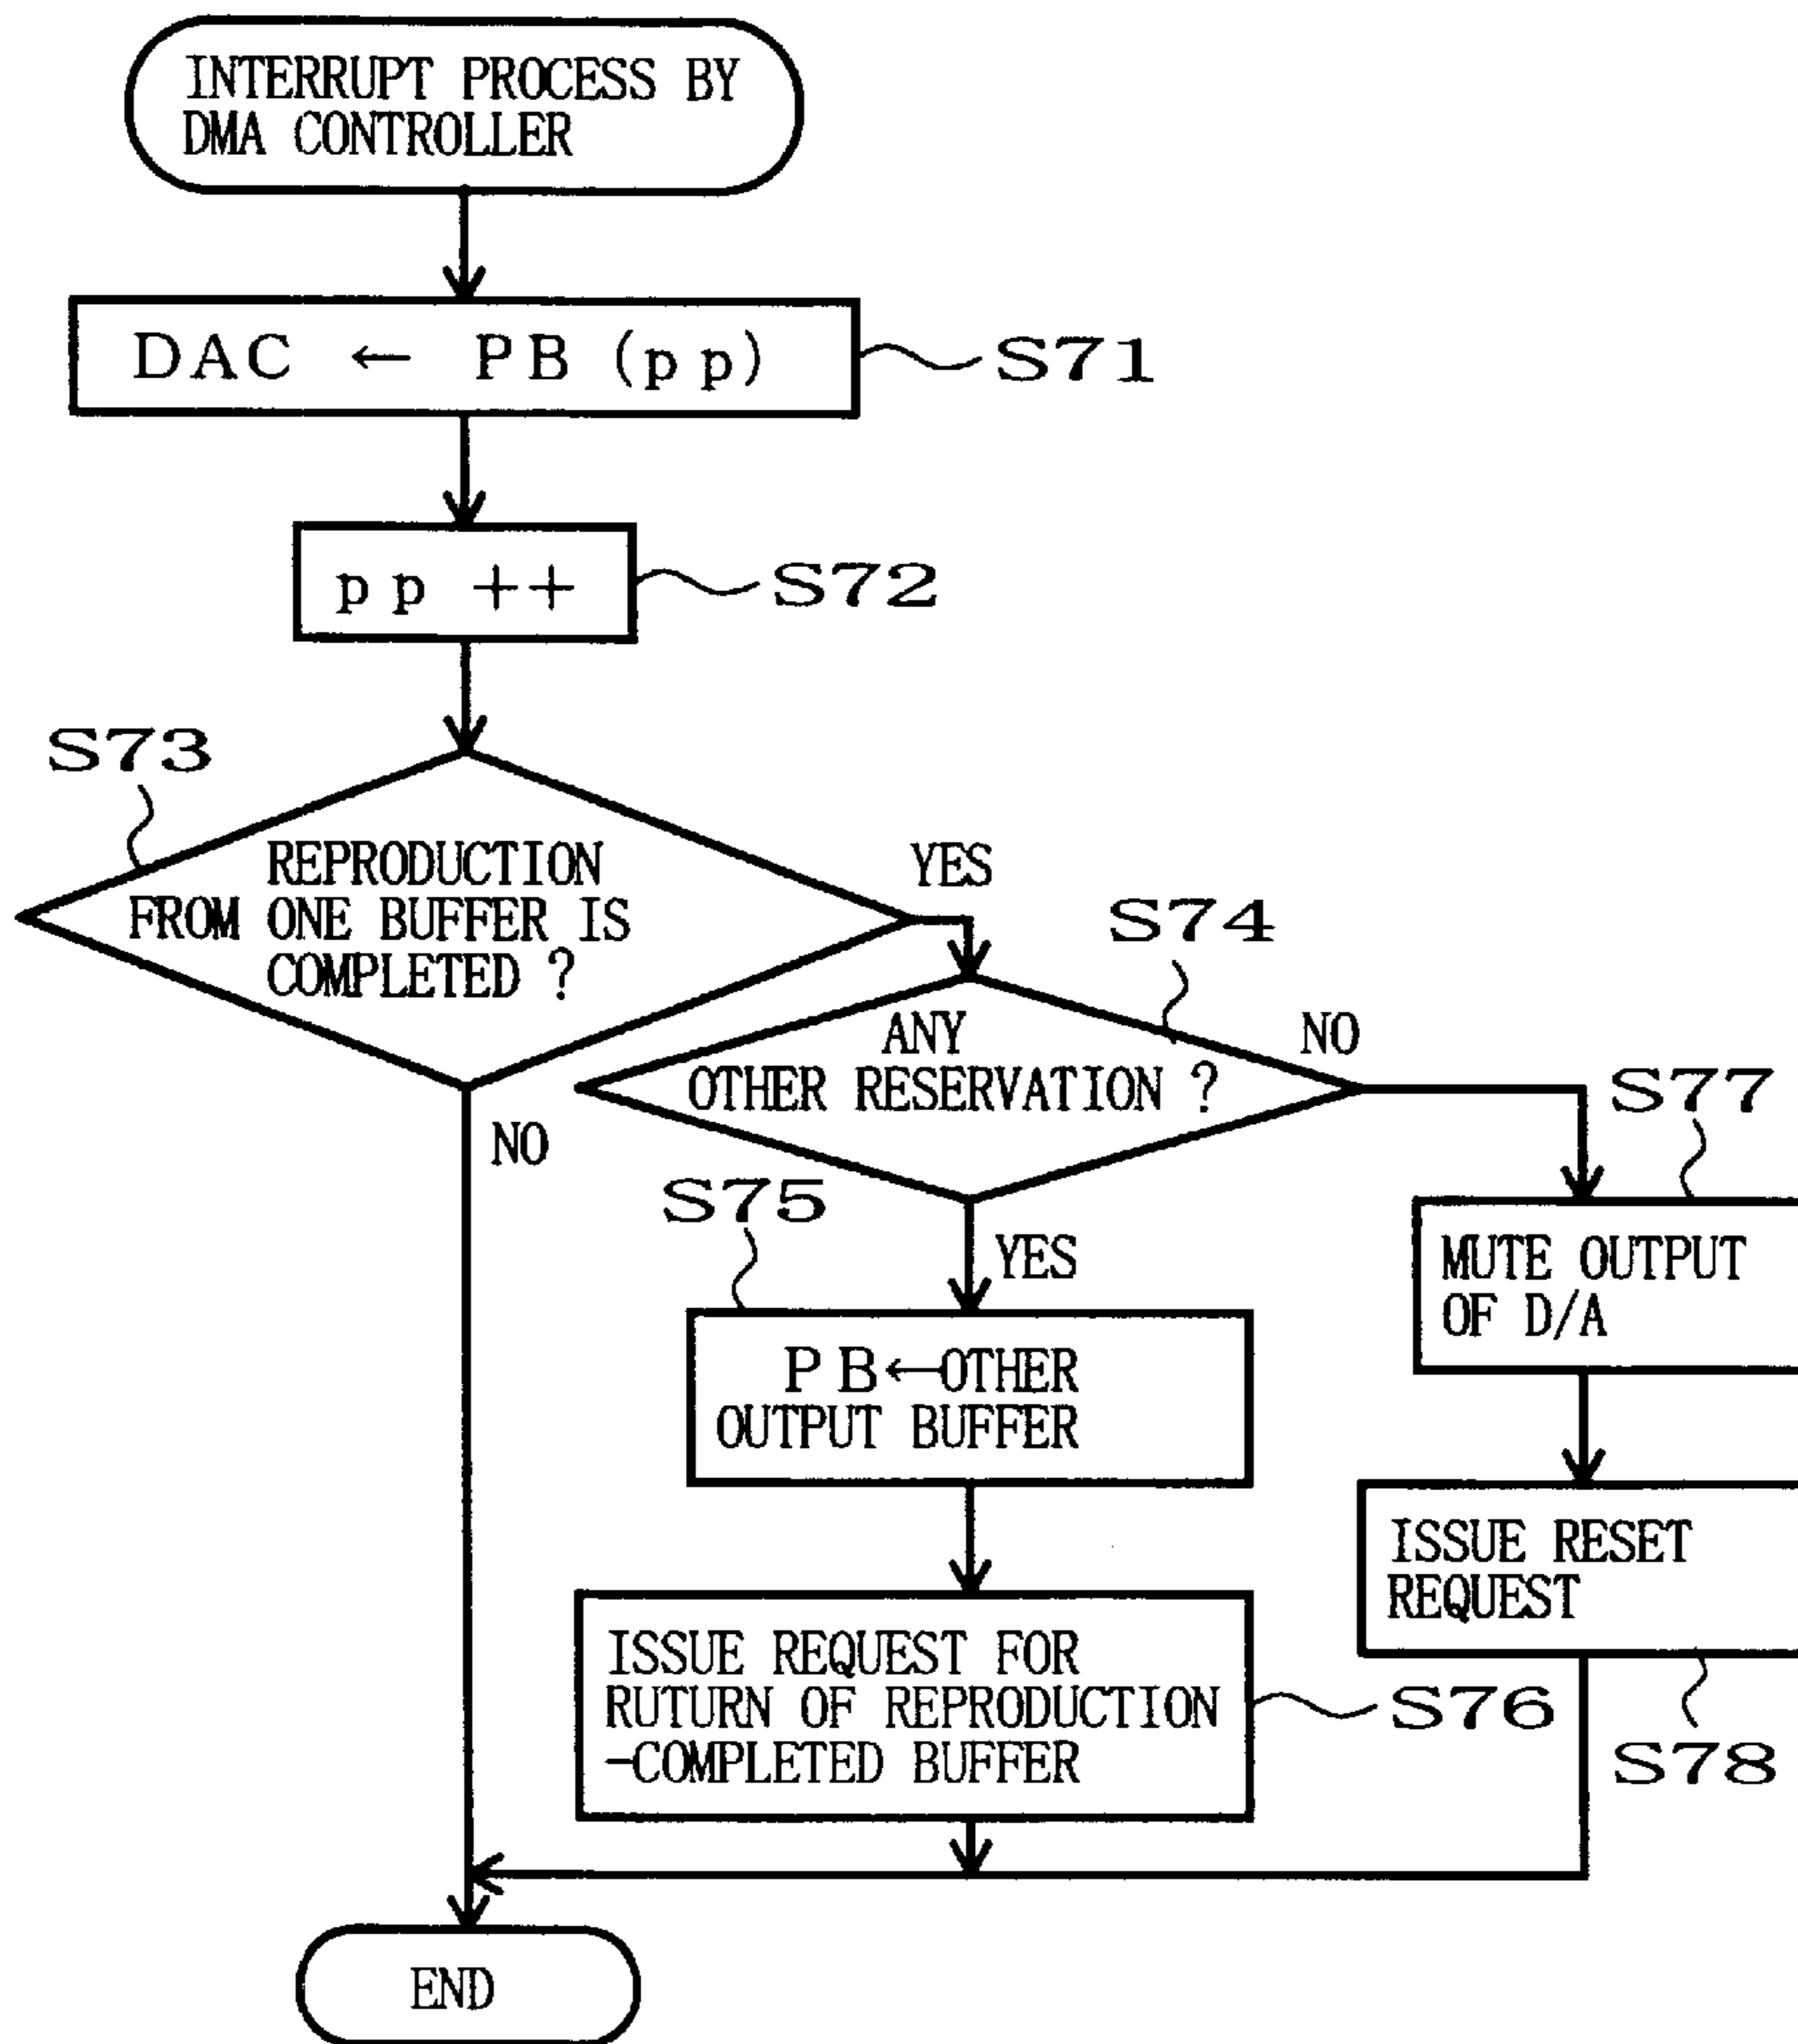 INTERRUPT PROCESS BY
DMA CONTROLLER
DAC ← PB (pp)
S71
pp ++
S72
S73
REPRODUCTION
FROM ONE BUFFER IS
COMPLETED ?
YES
NO
S74
ANY
OTHER RESERVATION ?
NO
YES
S75
PB←OTHER
OUTPUT BUFFER
S77
MUTE OUTPUT
OF D/A
ISSUE RESET
REQUEST
S78
ISSUE REQUEST FOR
RUTURN OF REPRODUCTION
-COMPLETED BUFFER
S76
END